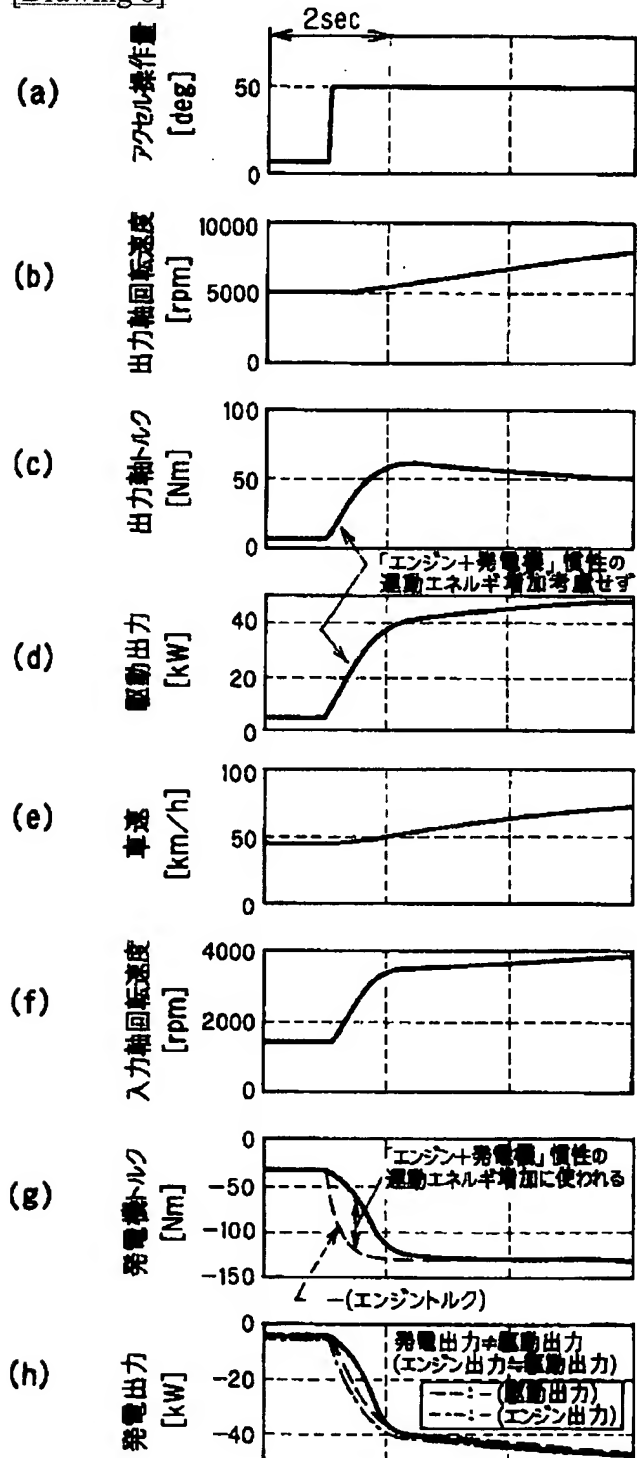 [Drawing 8]
2sec
(a)
アクセル操作量
[deg]
50
0
(b)
出力軸回転速度
[rpm]
10000
5000
0
(c)
出力軸トルク
[Nm]
100
50
0
「エンジン+発電機」慣性の
運動エネルギ増加考慮せず
(d)
駆動出力
[kW]
40
20
0
(e)
車速
[km/h]
100
50
0
(f)
入力軸回転速度
[rpm]
4000
2000
0
(g)
発電機トルク
[Nm]
0
-50
-100
-150
「エンジン+発電機」慣性の
運動エネルギ増加に使われる
-(エンジントルク)
(h)
発電出力
[kW]
0
-20
-40
発電出力≠駆動出力
(エンジン出力≒駆動出力)
:-(駆動出力)
:-(エンジン出力)